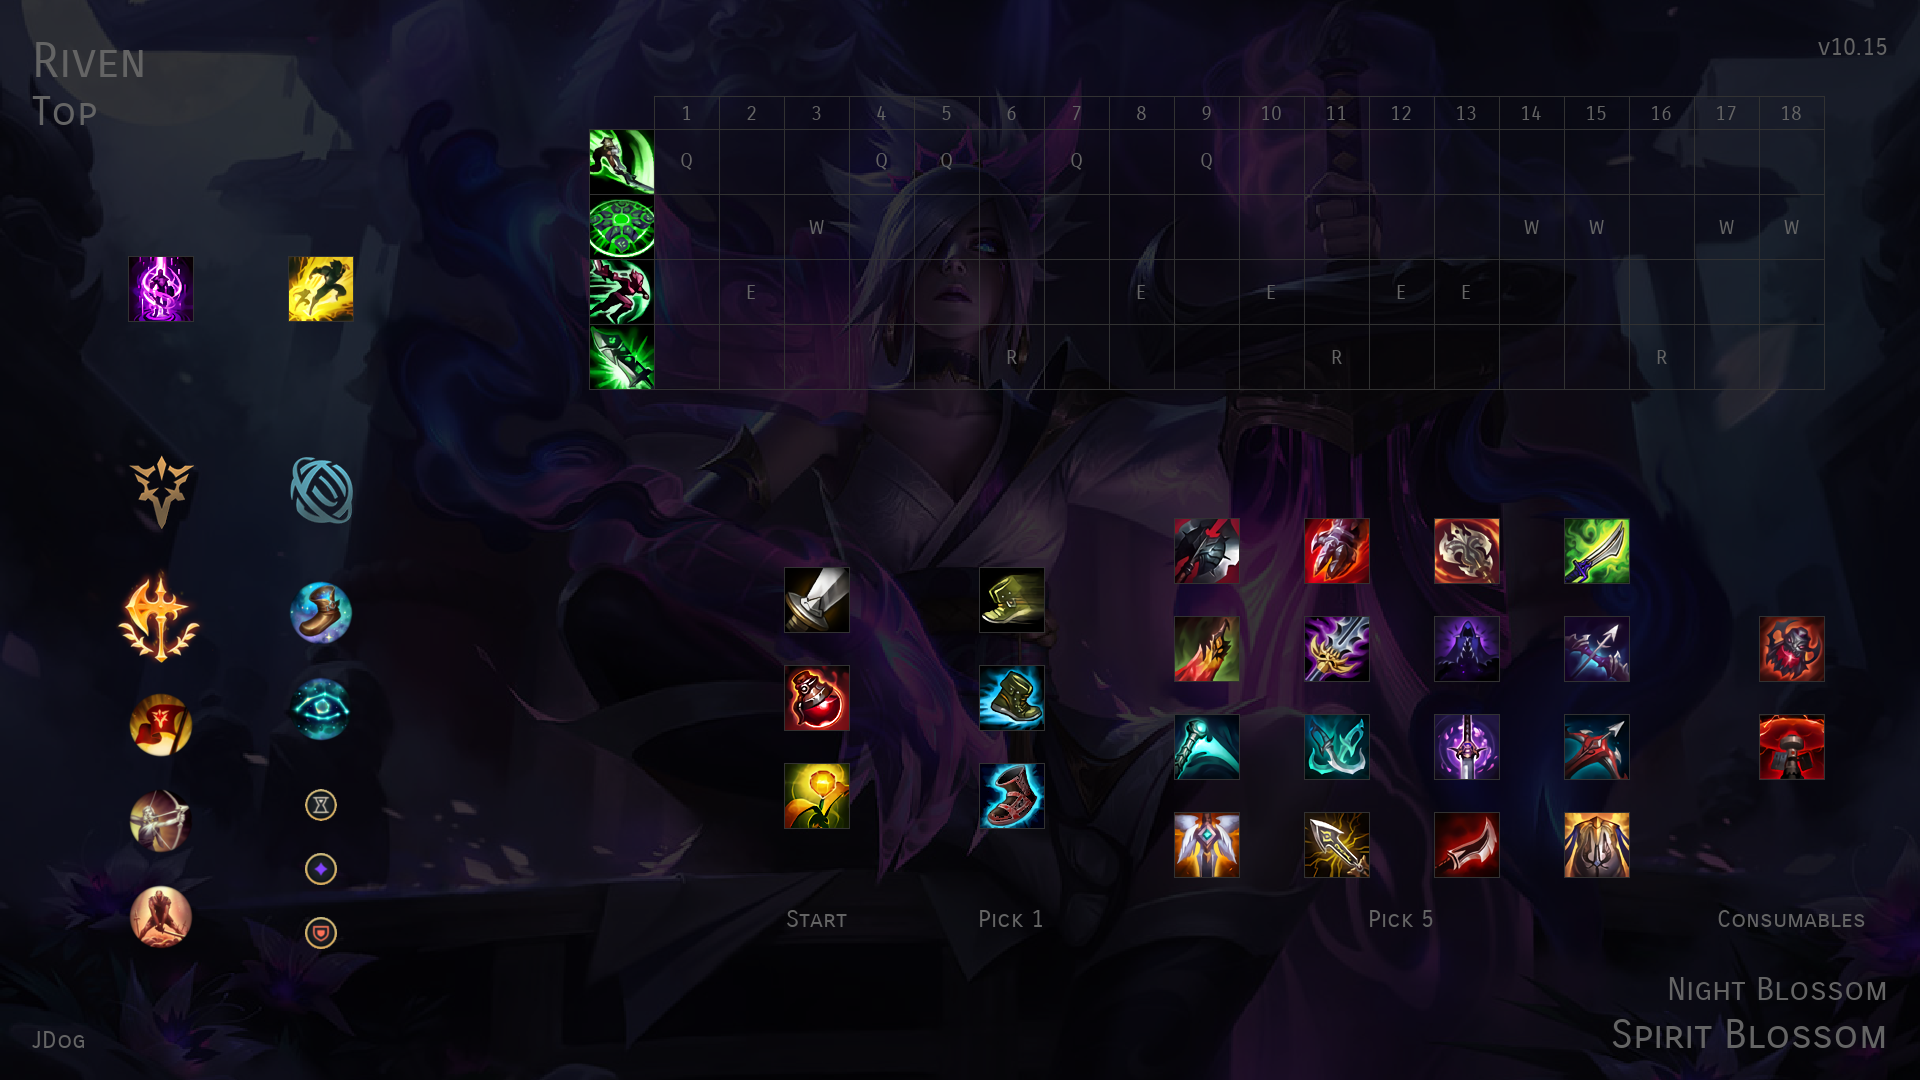 Riven
Top
v10.15
1 2 3 4 5 6 7 8 9 10 11 12 13 14 15 16 17 18
Q Q Q Q Q
W W W W W
E E E E E
R R R
Start Pick 1 Pick 5 Consumables
Night Blossom
Spirit Blossom
JDog